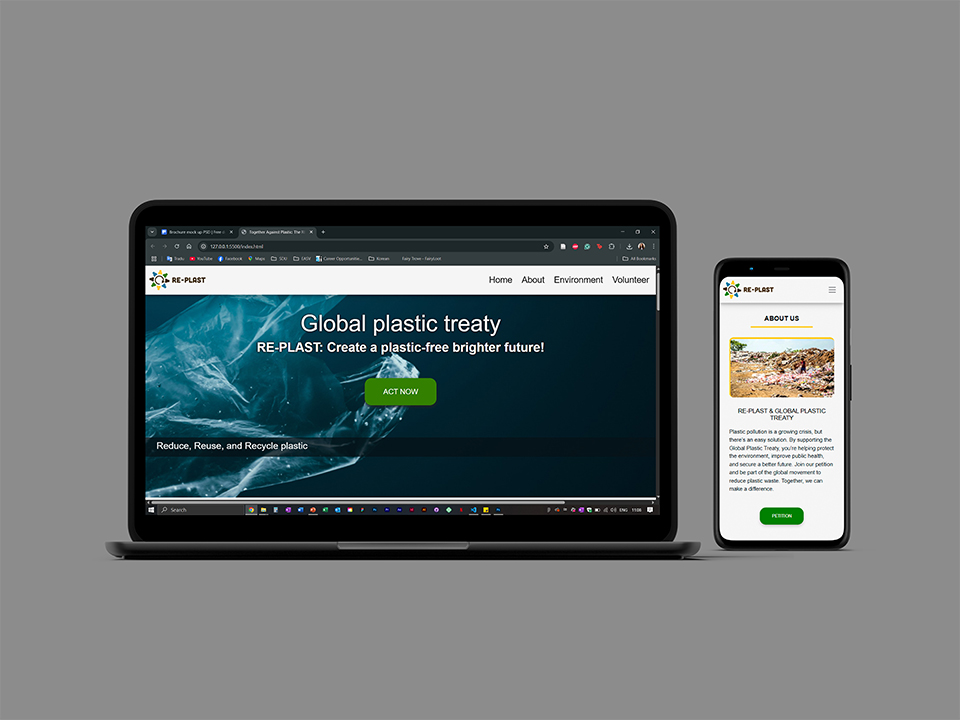 Brochure mock up PSD | Free
Together Against Plastic: The
127.0.0.1:5500/index.html
YouTube
Facebook
Maps
SDU
EASV
Career Opportunitie...
Korean
Fairy Tarot – FairyLoot
All Bookmarks
RE-PLAST
Home
About
Environment
Volunteer
Global plastic treaty
RE-PLAST: Create a plastic-free brighter future!
ACT NOW
Reduce, Reuse, and Recycle plastic
Search
ENG
11:08
RE-PLAST
ABOUT US
RE-PLAST & GLOBAL PLASTIC
TREATY
Plastic pollution is a growing crisis, but
there's an easy solution. By supporting the
Global Plastic Treaty, you're helping protect
the environment, improve public health,
and secure a better future. Join our petition
and be part of the global movement to
reduce plastic waste. Together, we can
make a difference.
PETITION